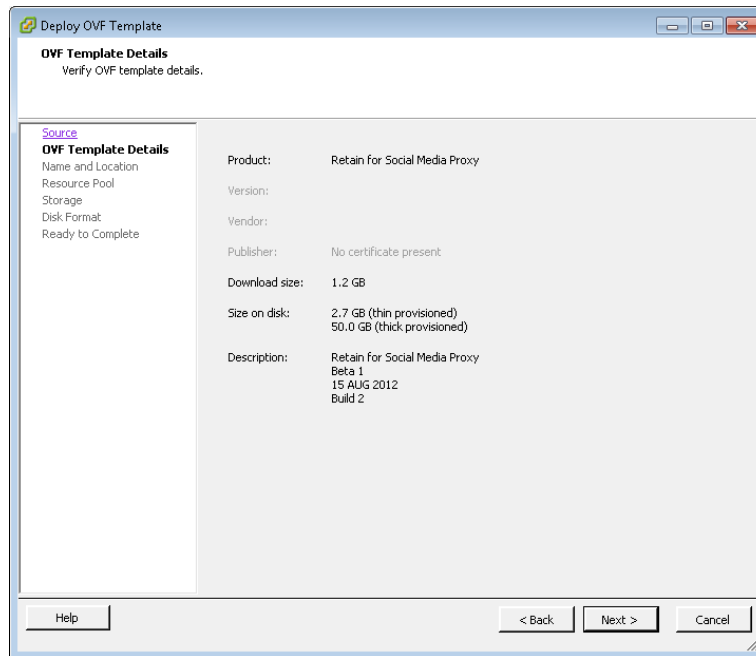 Deploy OVF Template
OVF Template Details
Verify OVF template details.
Source
OVF Template Details
Name and Location
Resource Pool
Storage
Disk Format
Ready to Complete
Product: Retain for Social Media Proxy
Version:
Vendor:
Publisher: No certificate present
Download size: 1.2 GB
Size on disk: 2.7 GB (thin provisioned)
50.0 GB (thick provisioned)
Description: Retain for Social Media Proxy
Beta 1
15 AUG 2012
Build 2
Help < Back Next > Cancel